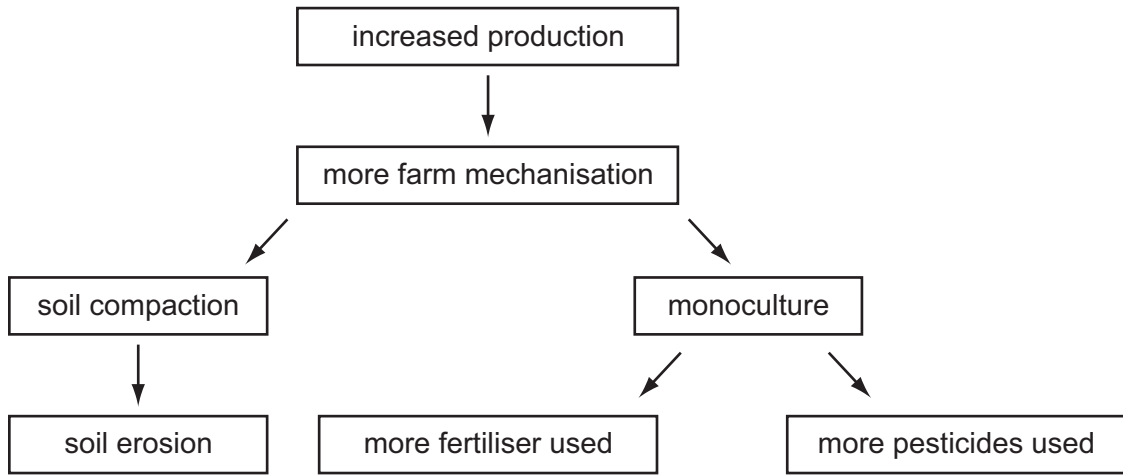 increased production
more farm mechanisation
soil compaction
monoculture
soil erosion
more fertiliser used
more pesticides used